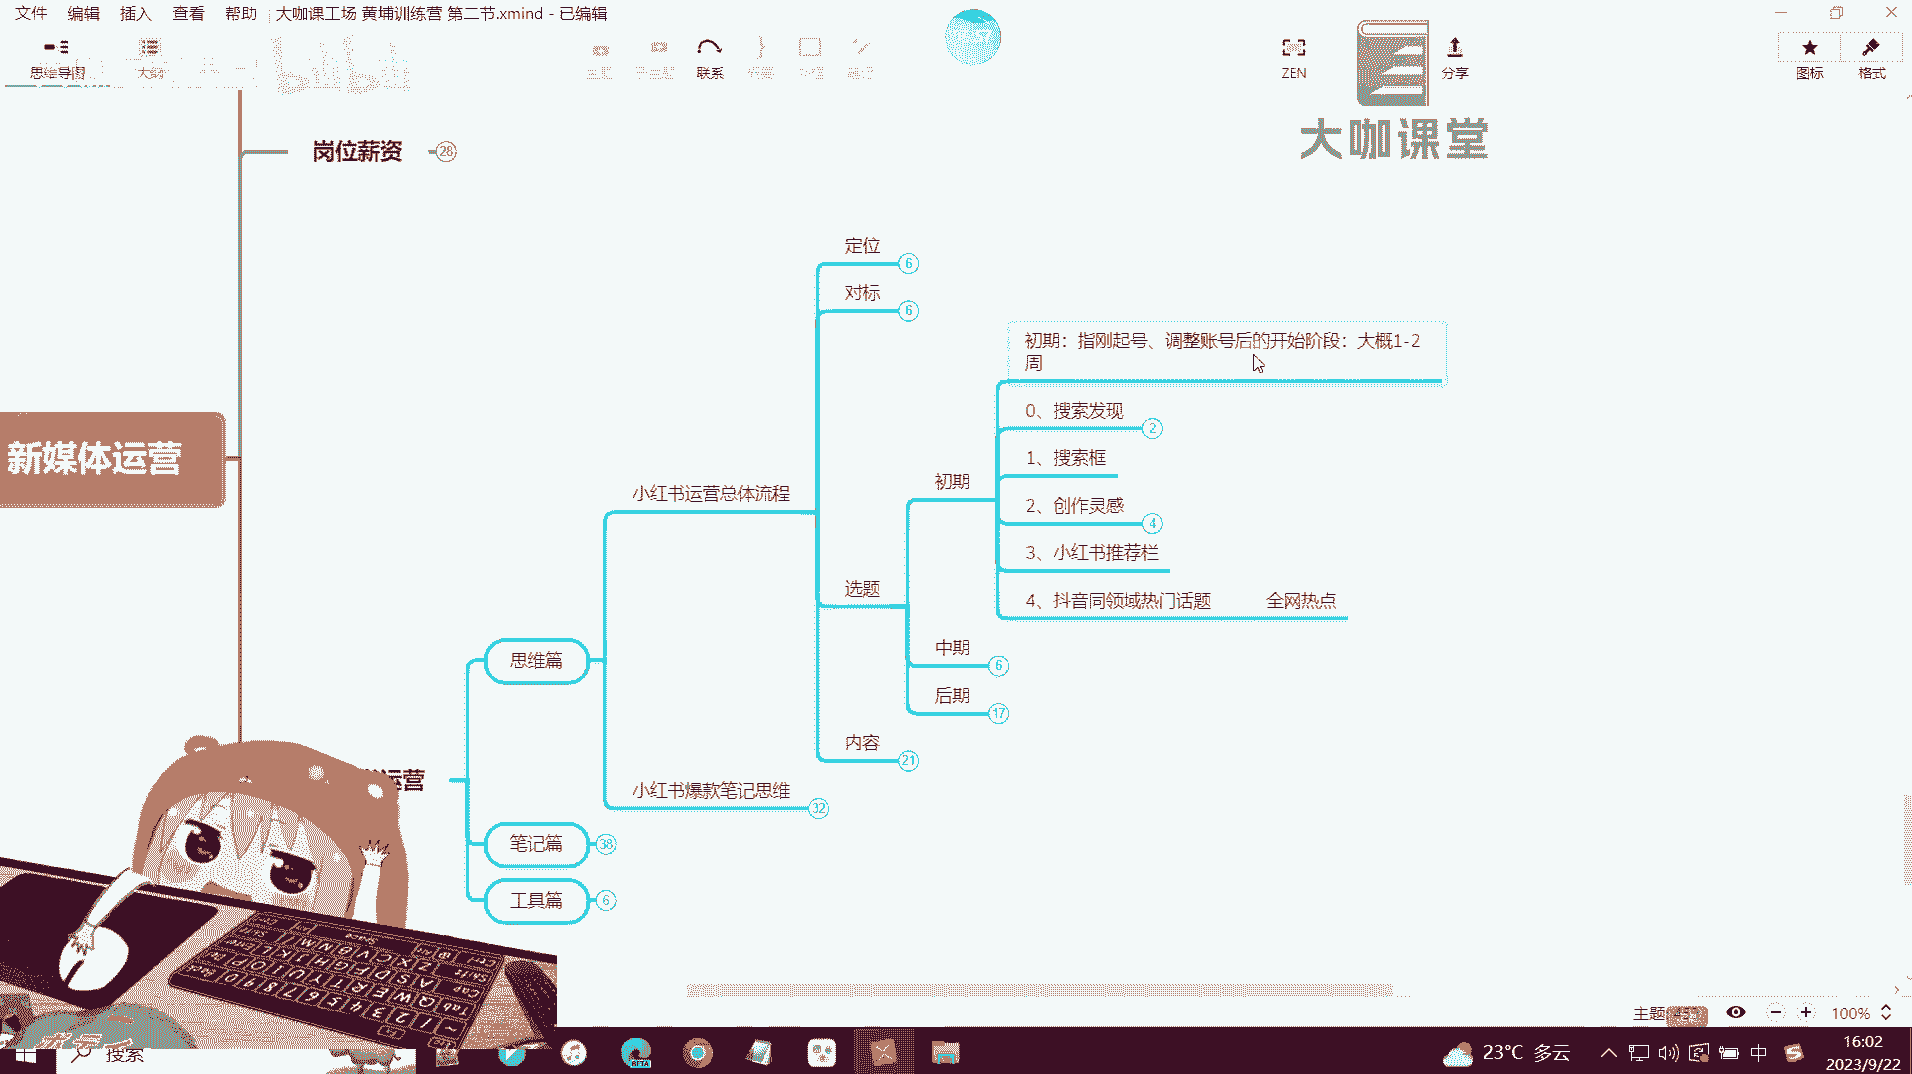 文件 编辑 插入 查看 帮助 大咖课工场 黄埔训练营 第二节.xmind - 已编辑
思维导图
大纲
联系
ZEN
分享
图标
格式
大咖课堂
岗位薪资 28
定位 6
对标 6
初期：指刚起号、调整账号后的开始阶段：大概1-2
周
0、搜索发现 2
1、搜索框
初期
2、创作灵感 4
小红书运营总体流程
3、小红书推荐栏
选题
4、抖音同领域热门话题 全网热点
新媒体运营
中期 6
思维篇
后期 17
内容 21
运营
小红书爆款笔记思维 32
笔记篇 38
工具篇 6
主题
100%
搜索
BETA
23°C 多云
中
16:02
2023/9/22